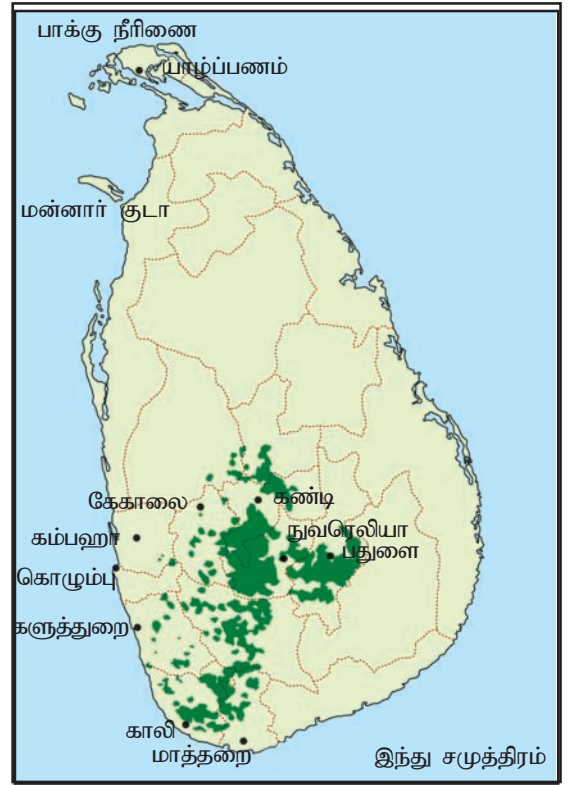 பாக்கு நீரிணை
யாழ்ப்பணம்
மன்னார் குடா
கேகாலை
கண்டி
கம்பஹா
நுவரெலியா
பதுளை
கொழும்பு
களுத்துறை
காலி
மாத்தறை
இந்து சமுத்திரம்